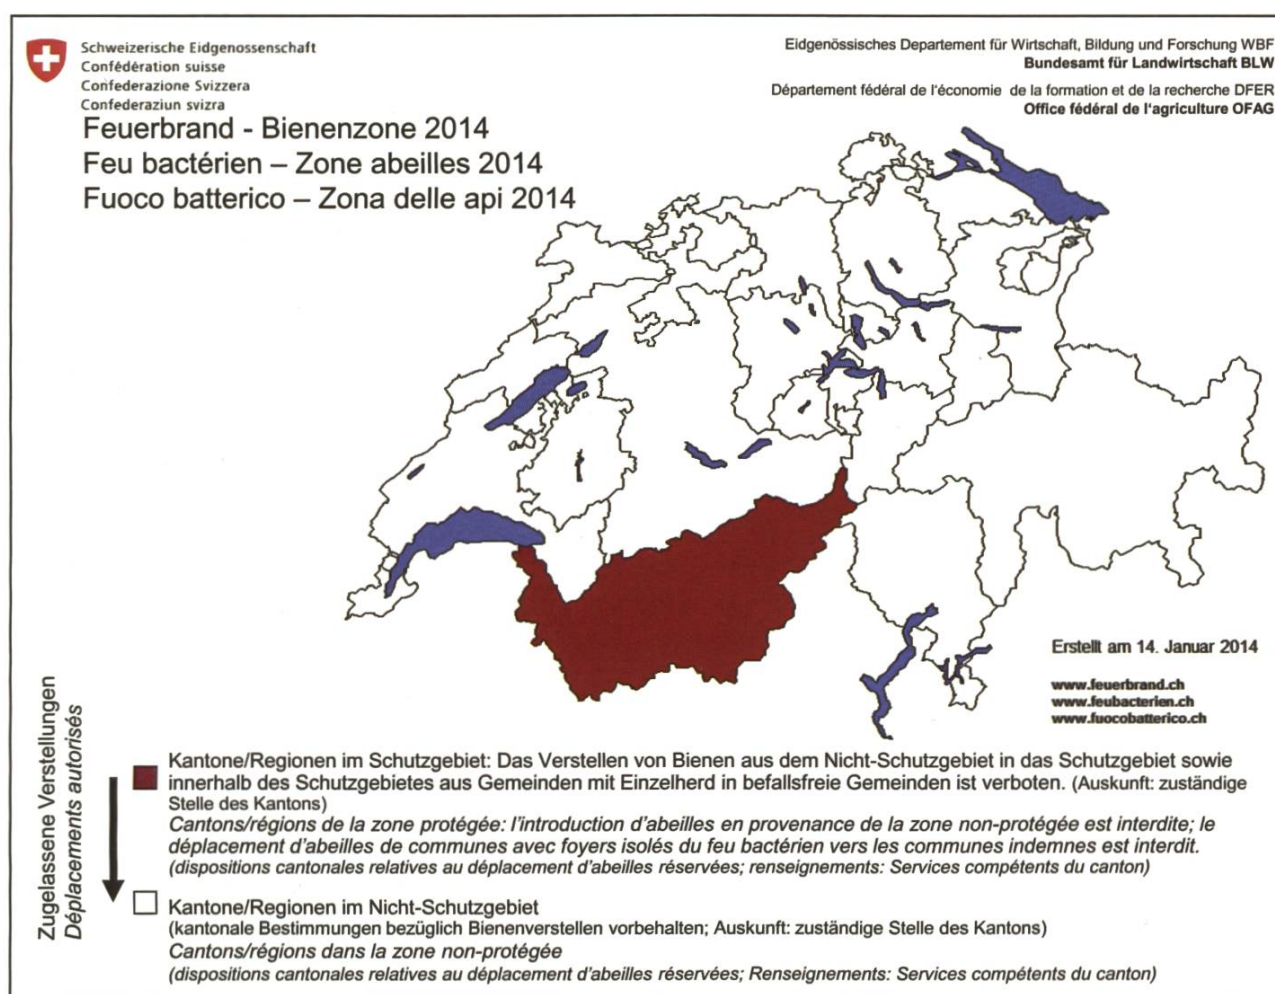 Schweizerische Eidgenossenschaft
Confédération suisse
Confederazione Svizzera
Confederaziun svizra
Eidgenössisches Departement für Wirtschaft, Bildung und Forschung WBF
Bundesamt für Landwirtschaft BLW
Département fédéral de l'économie de la formation et de la recherche DFER
Office fédéral de l'agriculture OFAG
Feuerbrand - Bienenzone 2014
Feu bactérien – Zone abeilles 2014
Fuoco batterico – Zona delle api 2014
Erstellt am 14. Januar 2014
www.feuerbrand.ch
www.feubacterien.ch
www.fuocobatterico.ch
Zugelassene Verstellungen
Déplacements autorisés
Kantone/Regionen im Schutzgebiet: Das Verstellen von Bienen aus dem Nicht-Schutzgebiet in das Schutzgebiet sowie
innerhalb des Schutzgebietes aus Gemeinden mit Einzelherd in befallsfreie Gemeinden ist verboten. (Auskunft: zuständige
Stelle des Kantons)
Cantons/régions de la zone protégée: l'introduction d'abeilles en provenance de la zone non-protégée est interdite; le
déplacement d'abeilles de communes avec foyers isolés du feu bactérien vers les communes indemnes est interdit.
(dispositions cantonales relatives au déplacement d'abeilles réservées; renseignements: Services compétents du canton)
Kantone/Regionen im Nicht-Schutzgebiet
(kantonale Bestimmungen bezüglich Bienenverstellen vorbehalten; Auskunft: zuständige Stelle des Kantons)
Cantons/régions dans la zone non-protégée
(dispositions cantonales relatives au déplacement d'abeilles réservées; Renseignements: Services compétents du canton)